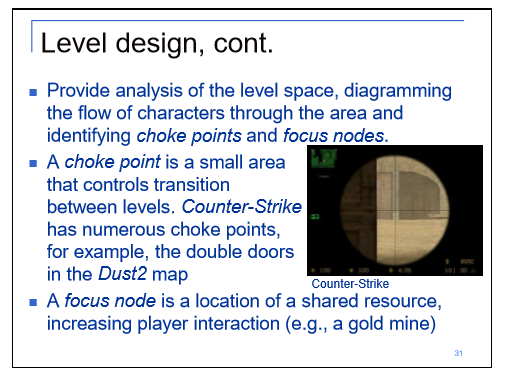 Level design, cont.
Provide analysis of the level space, diagramming
the flow of characters through the area and
identifying choke points and focus nodes.
A choke point is a small area
that controls transition
between levels. Counter-Strike
has numerous choke points,
for example, the double doors
in the Dust2 map
Counter-Strike
A focus node is a location of a shared resource,
increasing player interaction (e.g., a gold mine)
31